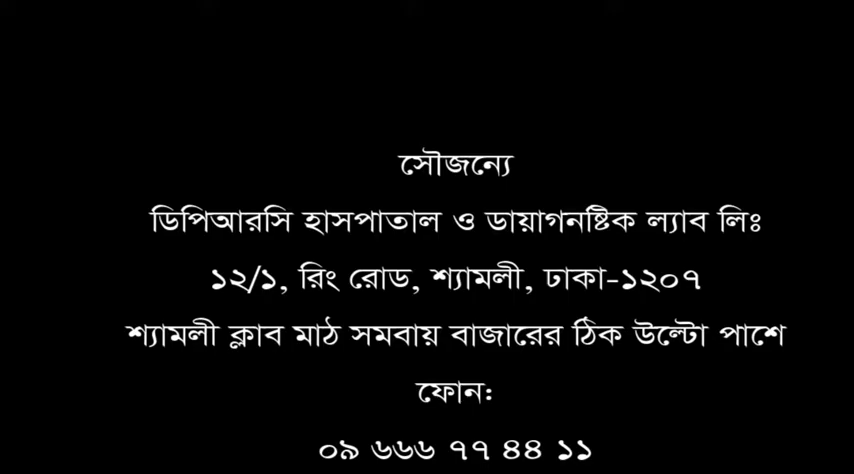 সৌজন্যে
ডিপিআরসি হাসপাতাল ও ডায়াগনষ্টিক ল্যাব লিঃ
১২/১, রিং রোড, শ্যামলী, ঢাকা-১২০৭
শ্যামলী ক্লাব মাঠ সমবায় বাজারের ঠিক উল্টো পাশে
ফোন:
০৯ ৬৬৬ ৭৭ ৪৪ ১১